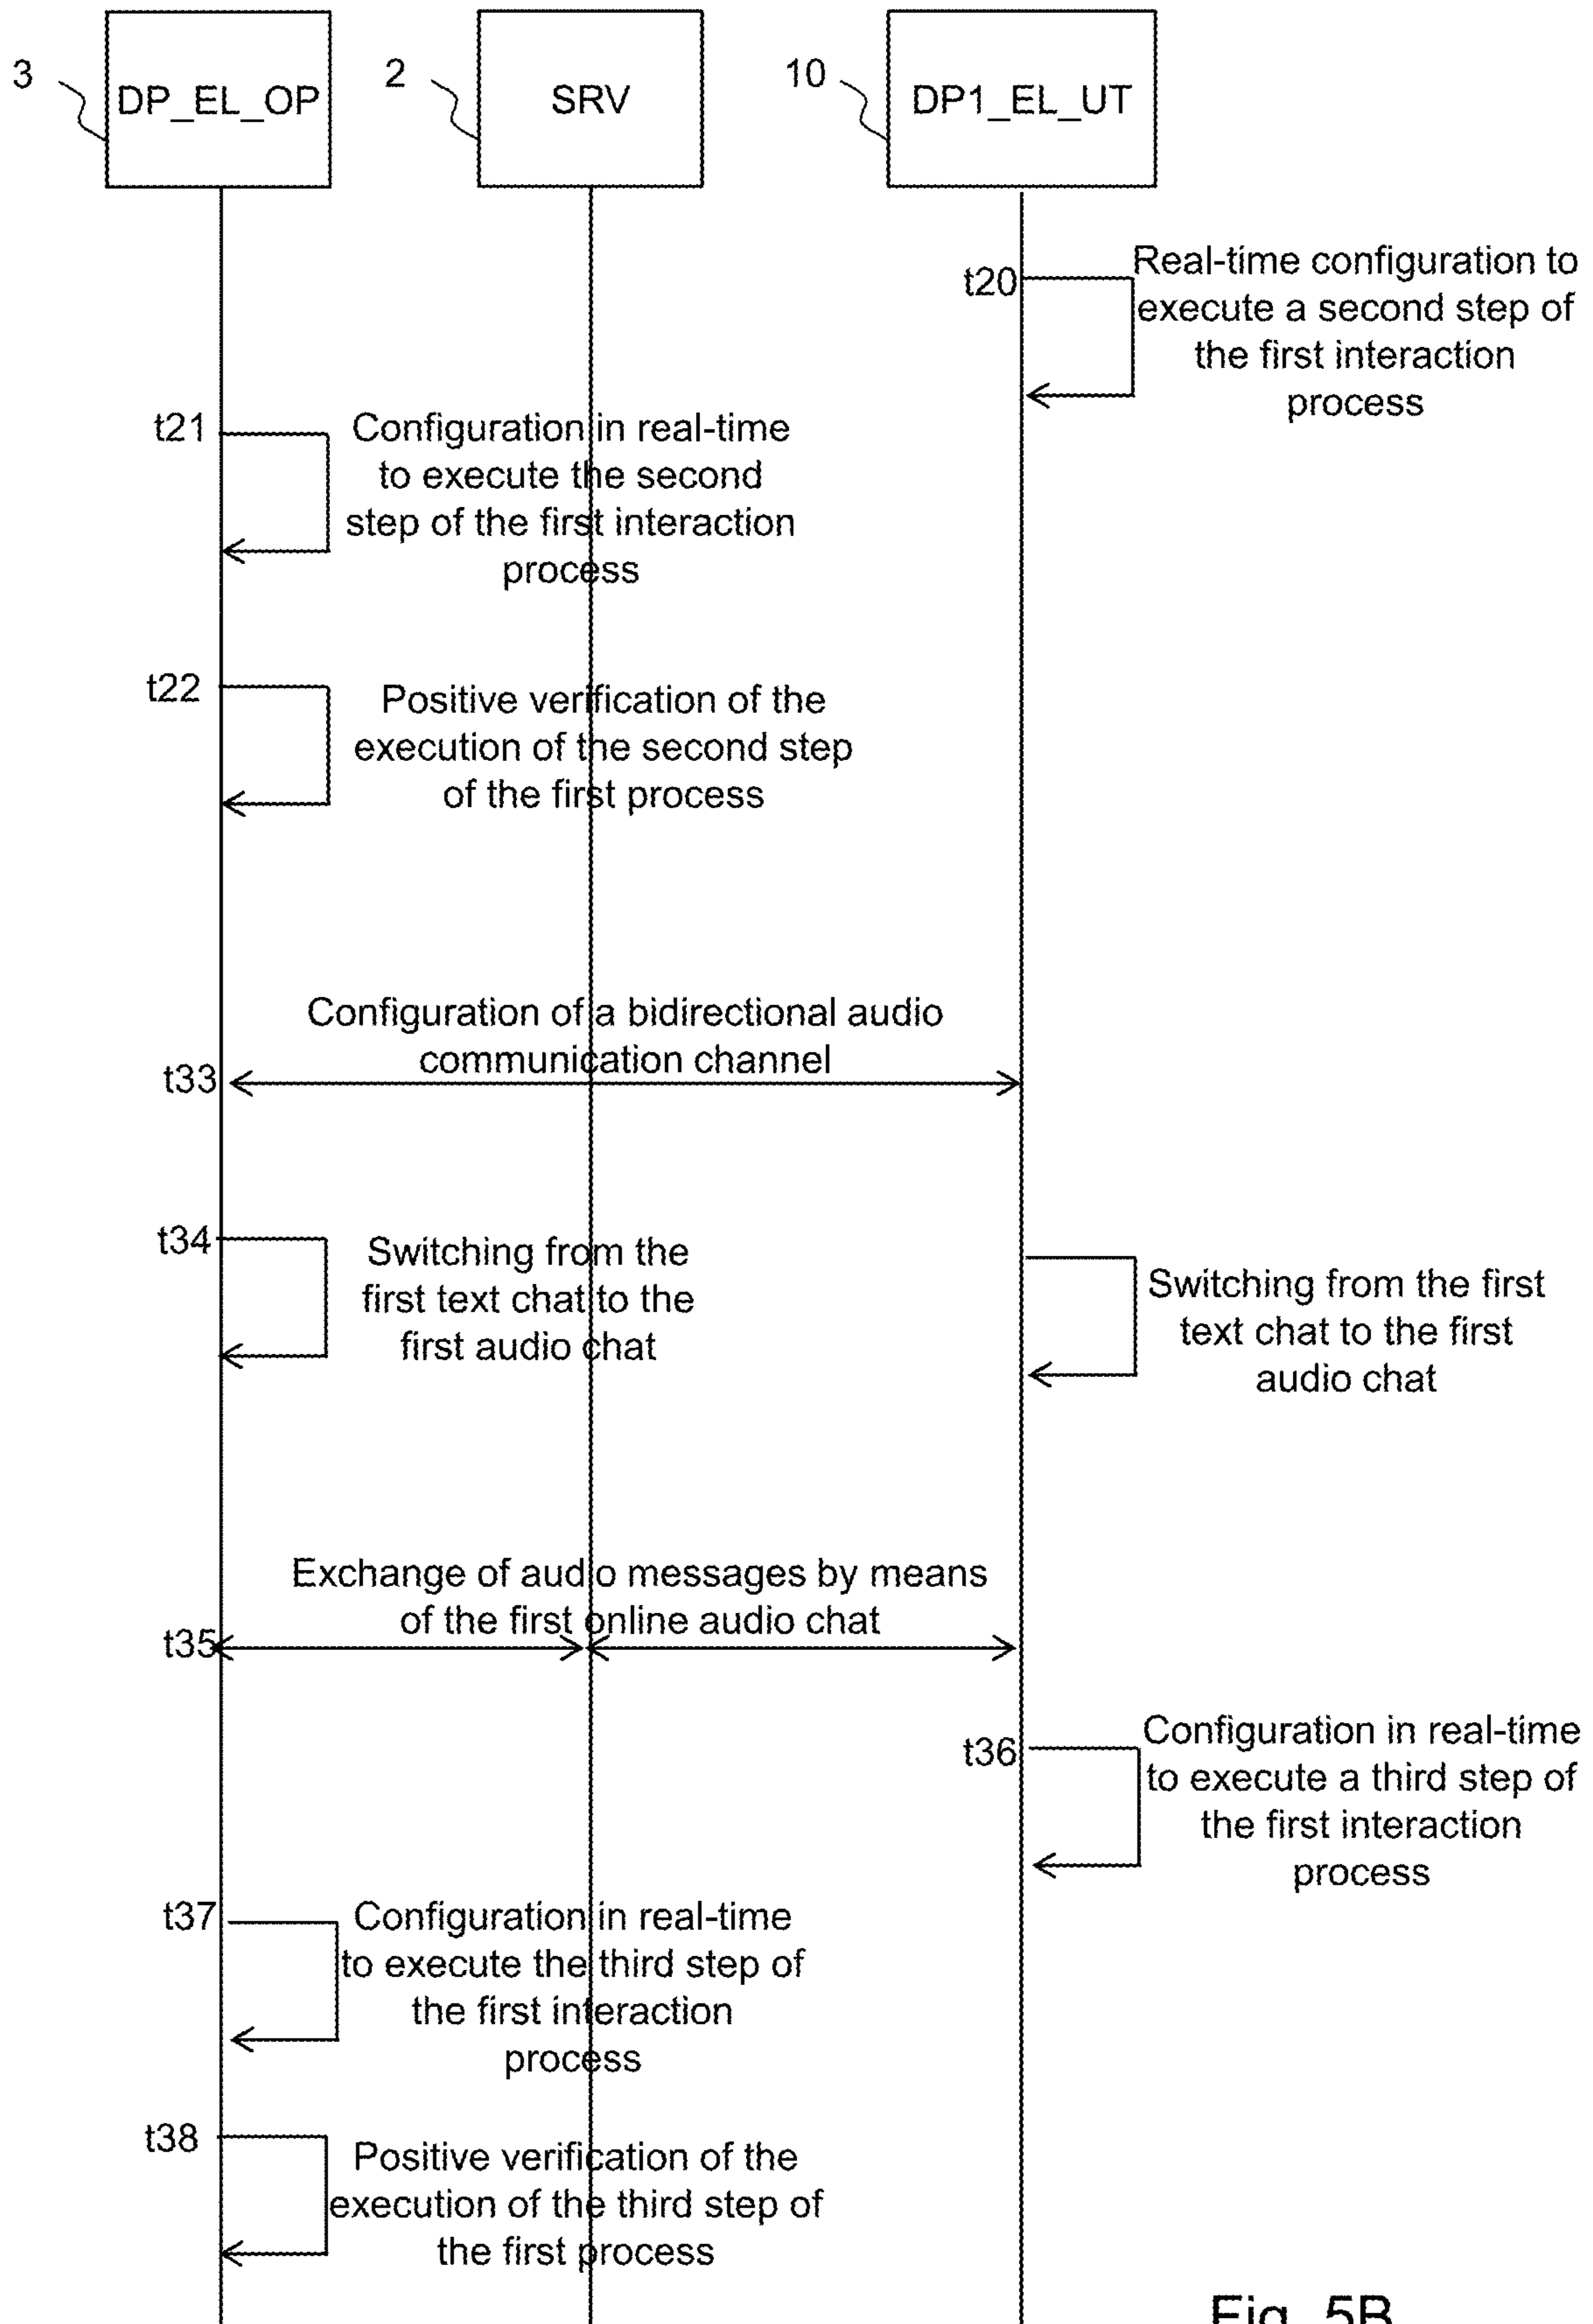 3
DP_EL_OP
2
SRV
10
DP1_EL_UT
t20
Real-time configuration to
execute a second step of
the first interaction
process
t21
Configuration in real-time
to execute the second
step of the first interaction
process
t22
Positive verification of the
execution of the second step
of the first process
Configuration of a bidirectional audio
communication channel
t33
t34
Switching from the
first text chat to the
first audio chat
Switching from the first
text chat to the first
audio chat
Exchange of audio messages by means
of the first online audio chat
t35
t36
Configuration in real-time
to execute a third step of
the first interaction
process
t37
Configuration in real-time
to execute the third step of
the first interaction
process
t38
Positive verification of the
execution of the third step of
the first process
Fig. 5B